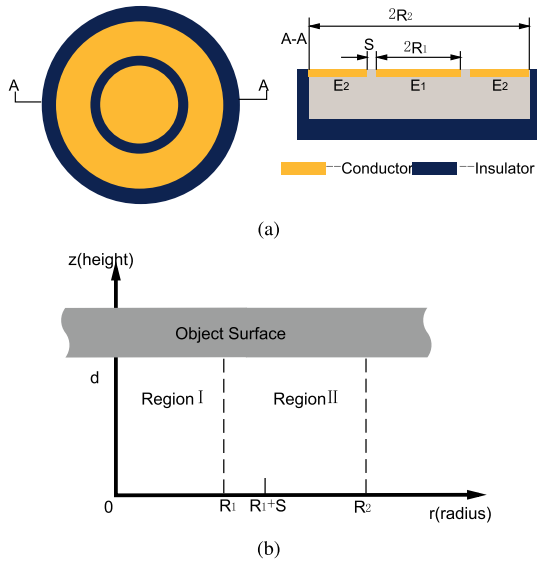 2R₂
A-A
S
2R₁
A
A
E₂
E₁
E₂
Conductor
Insulator
(a)
z(height)
Object Surface
d
Region Ⅰ
Region Ⅱ
0
R₁
R₁+S
R₂
r(radius)
(b)